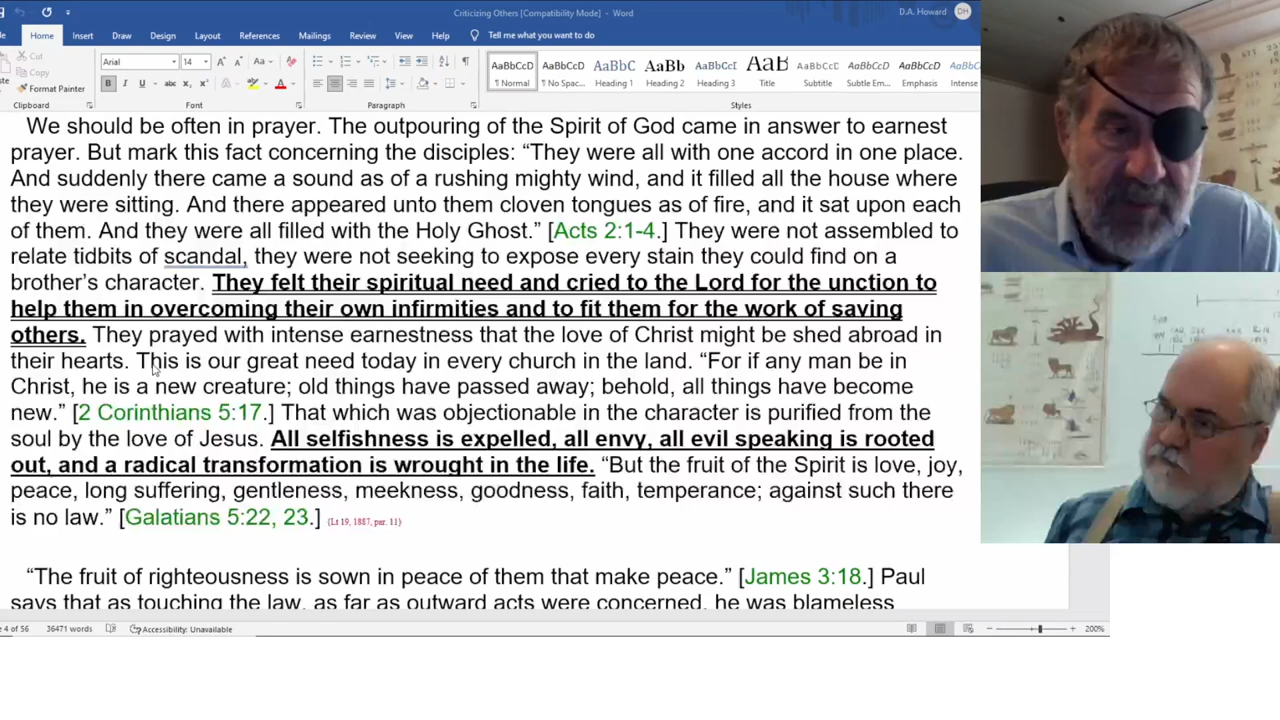 Criticizing Others [Compatibility Mode] - Word
D.A. Howard
DH
Home Insert Draw Design Layout References Mailings Review View Help Tell me what you want to do
Cut
Copy
Format Painter
Clipboard
Arial 14
Font
Paragraph
AaBbCcD AaBbCcD AaBbC AaBb AaBbC AaB AaBbCcD AaBbCcD AaBbCcD AaBbCcD
¶ Normal ¶ No Spac... Heading 1 Heading 2 Heading 3 Title Subtitle Subtle Em... Emphasis Intense
Styles
We should be often in prayer. The outpouring of the Spirit of God came in answer to earnest
prayer. But mark this fact concerning the disciples: “They were all with one accord in one place.
And suddenly there came a sound as of a rushing mighty wind, and it filled all the house where
they were sitting. And there appeared unto them cloven tongues as of fire, and it sat upon each
of them. And they were all filled with the Holy Ghost.” [Acts 2:1-4.] They were not assembled to
relate tidbits of scandal, they were not seeking to expose every stain they could find on a
brother’s character. They felt their spiritual need and cried to the Lord for the unction to
help them in overcoming their own infirmities and to fit them for the work of saving
others. They prayed with intense earnestness that the love of Christ might be shed abroad in
their hearts. This is our great need today in every church in the land. “For if any man be in
Christ, he is a new creature; old things have passed away; behold, all things have become
new.” [2 Corinthians 5:17.] That which was objectionable in the character is purified from the
soul by the love of Jesus. All selfishness is expelled, all envy, all evil speaking is rooted
out, and a radical transformation is wrought in the life. “But the fruit of the Spirit is love, joy,
peace, long suffering, gentleness, meekness, goodness, faith, temperance; against such there
is no law.” [Galatians 5:22, 23.] {Lt 19, 1887, par. 11}
“The fruit of righteousness is sown in peace of them that make peace.” [James 3:18.] Paul
says that as touching the law, as far as outward acts were concerned, he was blameless
4 of 56 36471 words Accessibility: Unavailable 200%